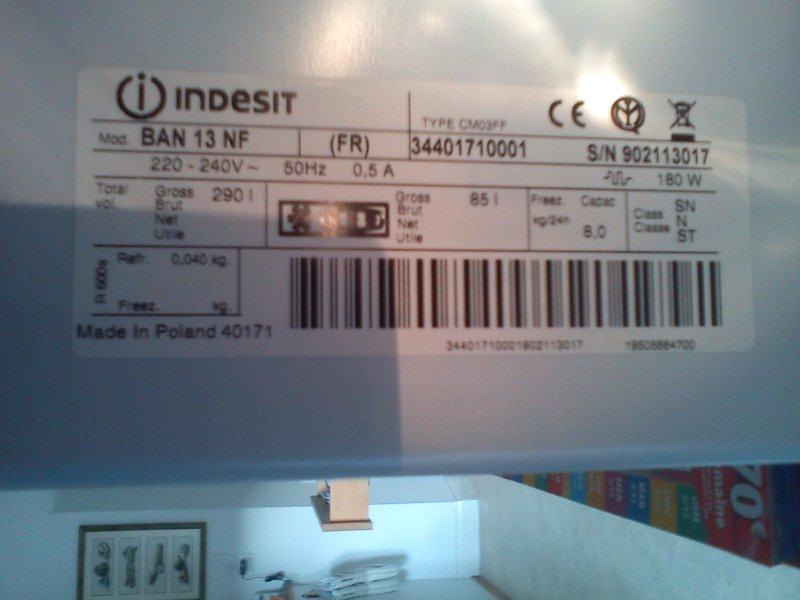 INDESIT
TYPE CM03FF
CE
Mod. BAN 13 NF (FR) 34401710001 S/N 902113017
220 - 240V ~ 50Hz 0,5 A 180 W
Total vol. Gross Brut Net Utile 290 l
Gross Brut Net Utile 85 l
Freez. Capac kg/24h 8,0
Class Classe SN N ST
R 600a Refr. 0,040 kg.
Freez. kg.
Made in Poland 40171
34401710001902113017 19505884700
70€